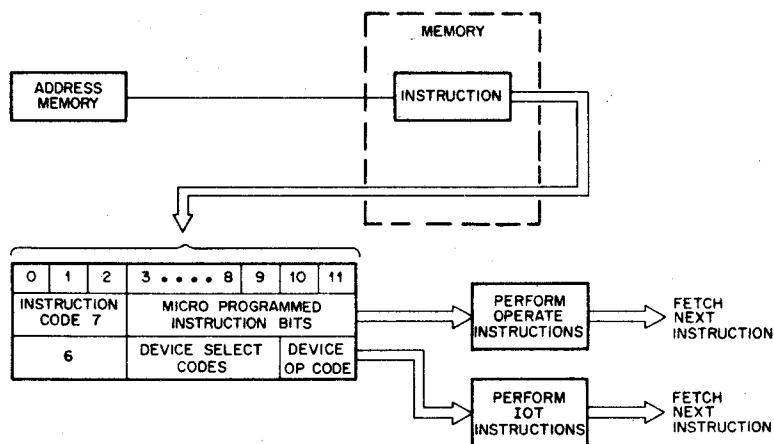 MEMORY
ADDRESS
MEMORY
INSTRUCTION
0 1 2 3 • • • • 8 9 10 11
INSTRUCTION
CODE 7
MICRO PROGRAMMED
INSTRUCTION BITS
6
DEVICE SELECT
CODES
DEVICE
OP CODE
PERFORM
OPERATE
INSTRUCTIONS
FETCH
NEXT
INSTRUCTION
PERFORM
IOT
INSTRUCTIONS
FETCH
NEXT
INSTRUCTION